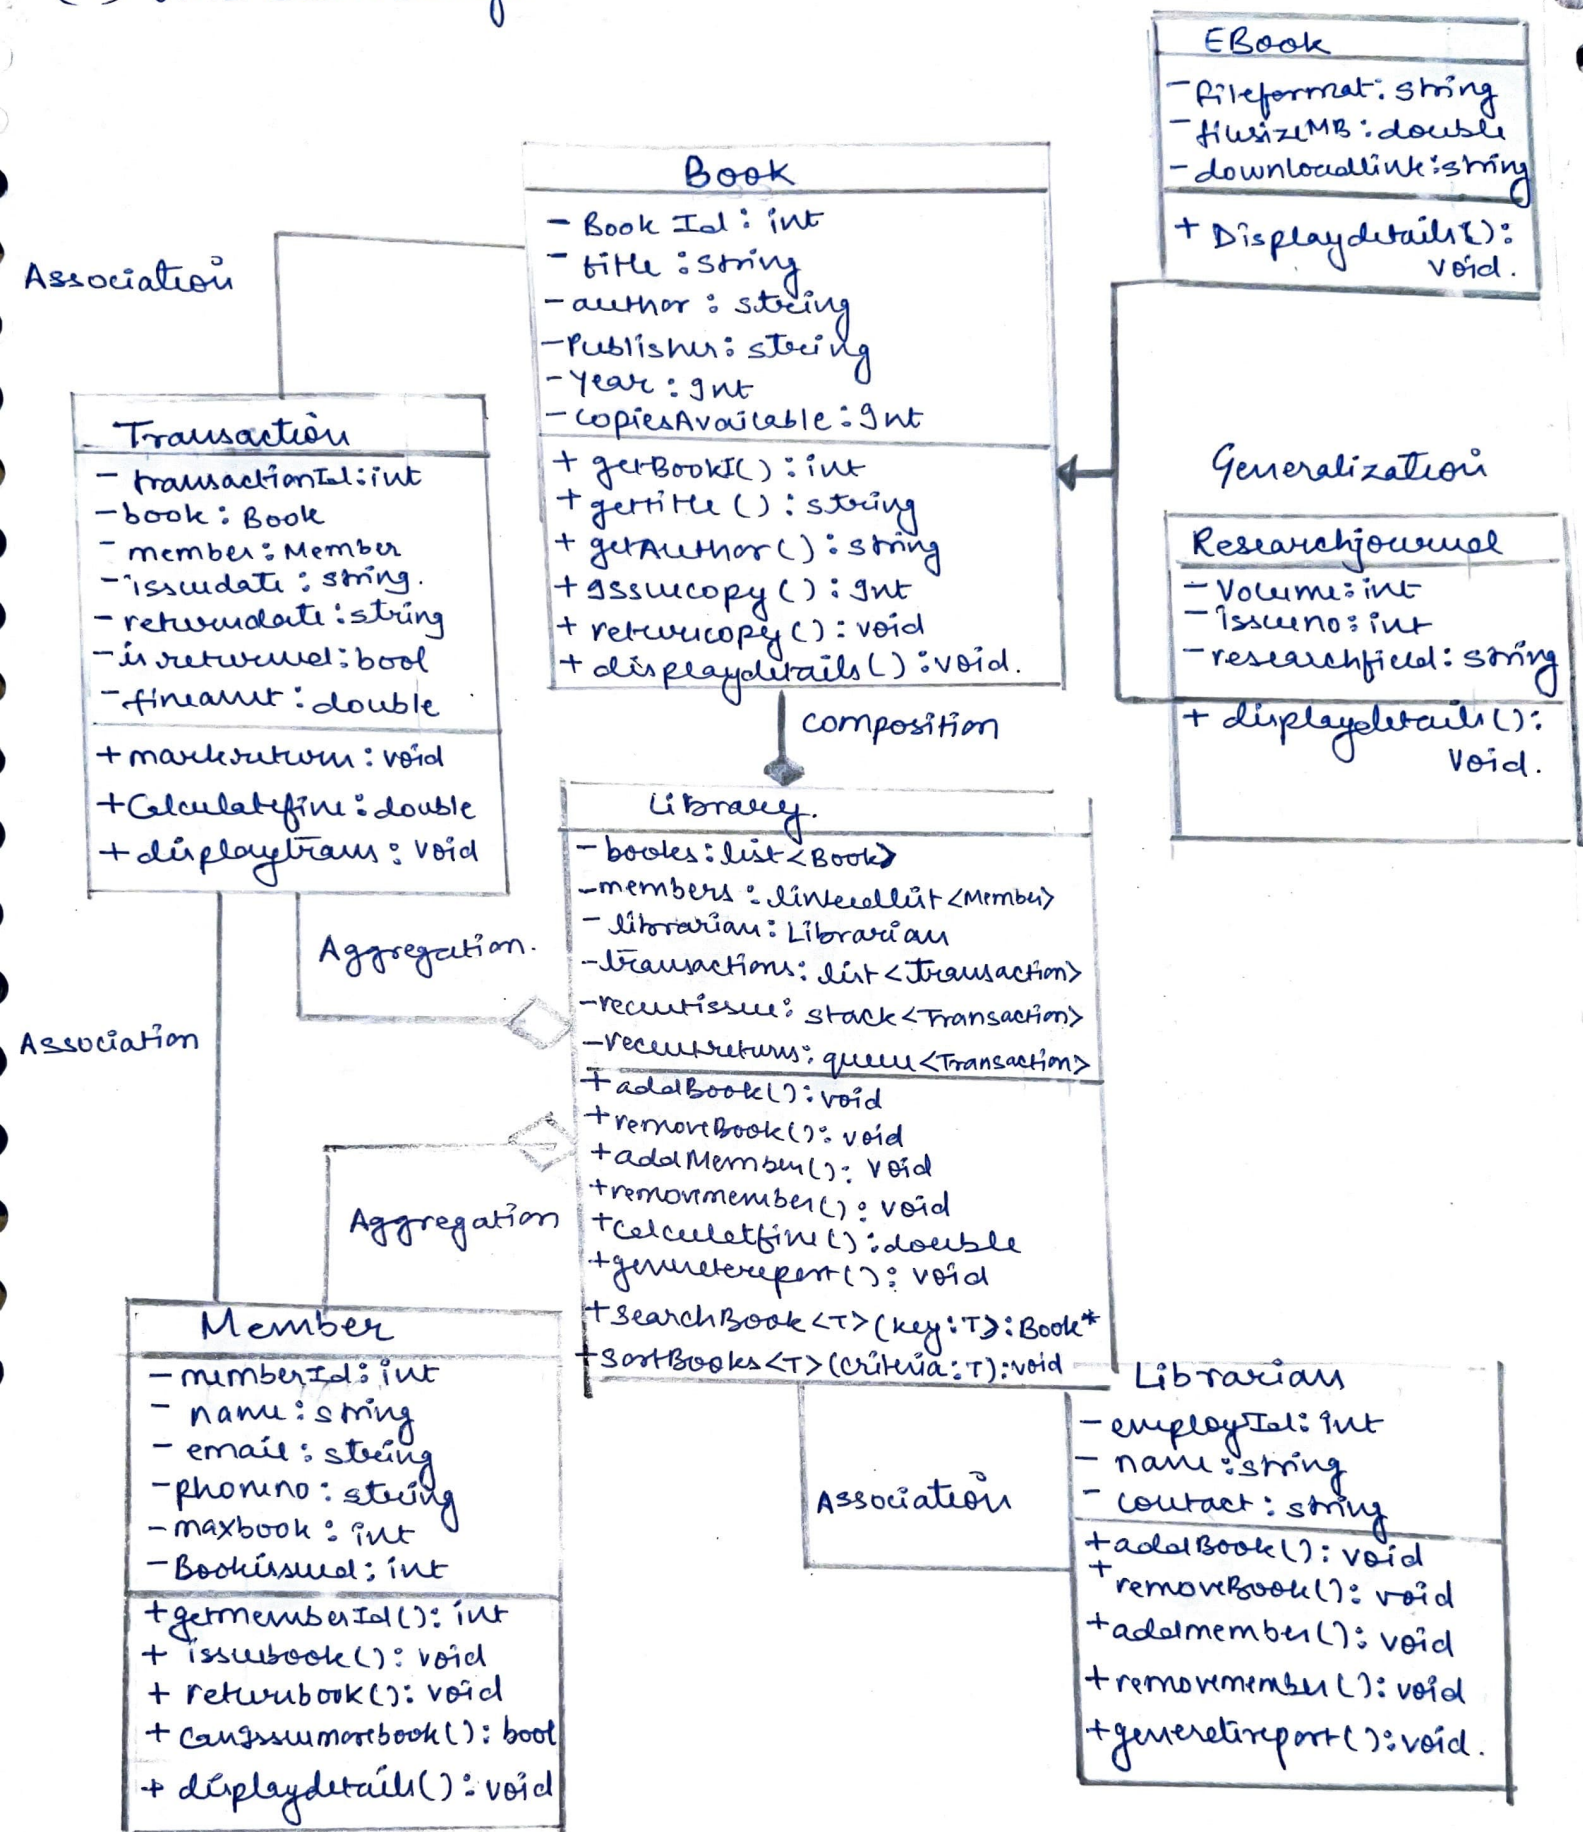 EBook
- fileformat: string
- filesizeMB: double
- downloadlink: string
+ Displaydetails():
void.
Book
- Book Id: int
- title: string
- author: string
- Publisher: string
- Year: Int
- copiesAvailable: Int
+ getBookI(): int
+ gettitle(): string
+ getAuthor(): string
+ Issuecopy(): Int
+ returncopy(): void
+ displaydetails(): void.
Association
Transaction
- transactionId: int
- book: Book
- member: Member
- issuedate: string.
- returndate: string
- isreturned: bool
- fineamt: double
+ markreturn: void
+ Calculatefine: double
+ displaytrans: void
Generalization
Researchjournal
- Volume: int
- issueno: int
- researchfield: string
+ displaydetails():
Void.
composition
Library.
- books: list<Book>
- members: linkedlist<Member>
- librarian: Librarian
- transactions: list<Transaction>
- recentissue: stack<Transaction>
- recentreturns: queue<Transaction>
+ addBook(): void
+ removeBook(): void
+ addMember(): void
+ removemember(): void
+ calculatefine(): double
+ generatereport(): void
+ searchBook<T>(key: T): Book*
+ SortBooks<T>(criteria: T): void
Aggregation.
Association
Aggregation
Member
- memberId: int
- name: string
- email: string
- phoneno: string
- maxbook: int
- Bookissued: int
+ getmemberId(): int
+ issuebook(): void
+ returnbook(): void
+ canIssuemorebook(): bool
+ displaydetails(): void
Association
Librarian
- employId: int
- name: string
- contact: string
+ addBook(): void
+ removeBook(): void
+ addmember(): void
+ removemember(): void
+ generatereport(): void.